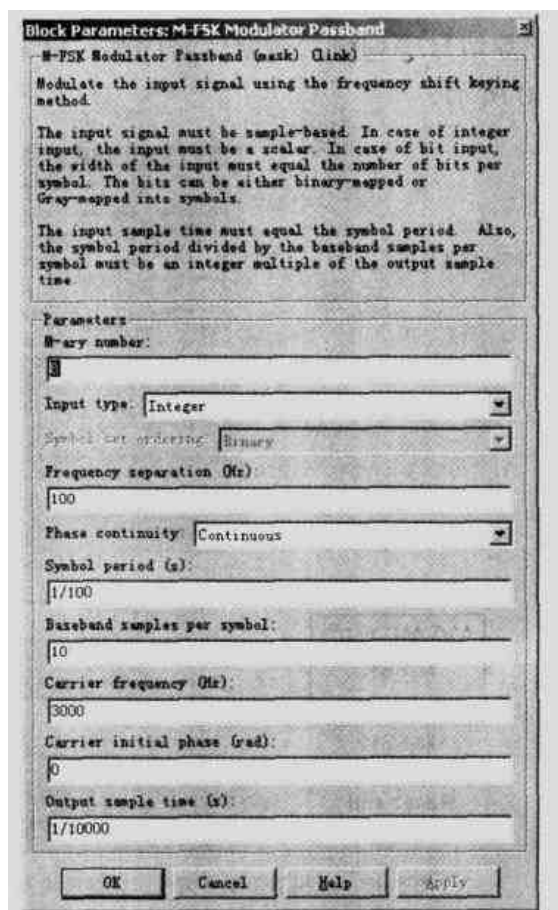 Block Parameters: M-FSK Modulator Passband
M-FSK Modulator Passband (mask) (link)
Modulate the input signal using the frequency shift keying
method.
The input signal must be sample-based. In case of integer
input, the input must be a scalar. In case of bit input,
the width of the input must equal the number of bits per
symbol. The bits can be either binary-mapped or
Gray-mapped into symbols.
The input sample time must equal the symbol period. Also,
the symbol period divided by the baseband samples per
symbol must be an integer multiple of the output sample
time
Parameters
M-ary number:
Input type: Integer
Symbol set ordering: Binary
Frequency separation (Hz):
100
Phase continuity: Continuous
Symbol period (s):
1/100
Baseband samples per symbol:
10
Carrier frequency (Hz):
3000
Carrier initial phase (rad):
0
Output sample time (s):
1/10000
OK Cancel Help Apply